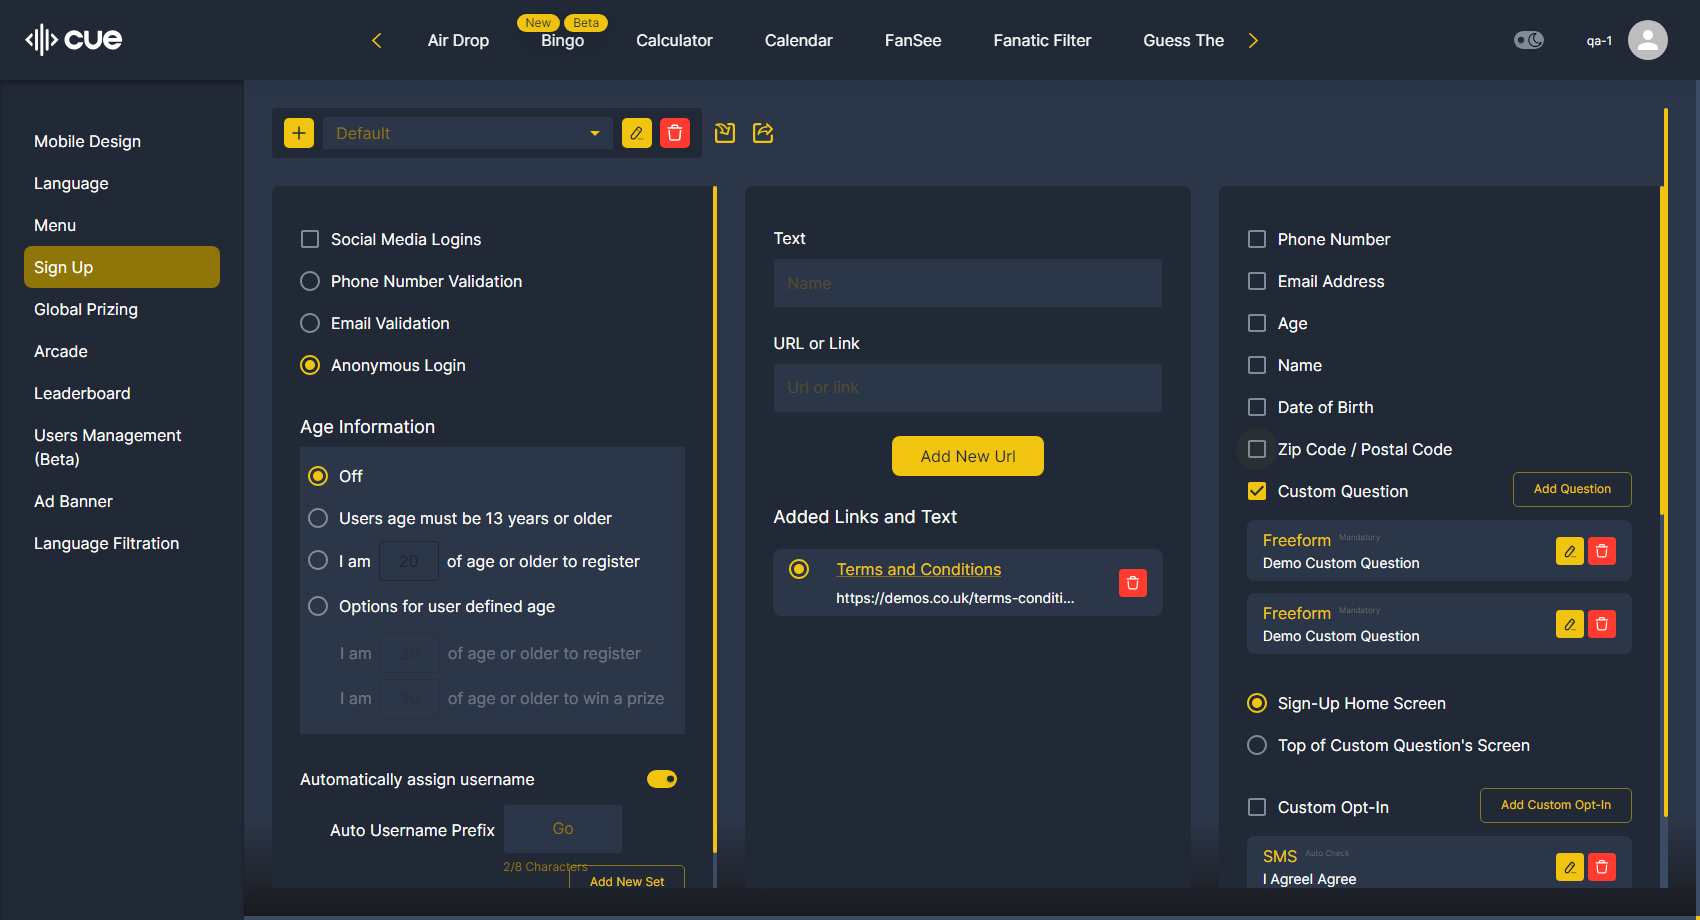 cue
Air Drop
New
Beta
Bingo
Calculator
Calendar
FanSee
Fanatic Filter
Guess The
qa-1
Mobile Design
Language
Menu
Sign Up
Global Prizing
Arcade
Leaderboard
Users Management
(Beta)
Ad Banner
Language Filtration
Default
Social Media Logins
Phone Number Validation
Email Validation
Anonymous Login
Age Information
Off
Users age must be 13 years or older
I am 20 of age or older to register
Options for user defined age
I am 20 of age or older to register
I am 30 of age or older to win a prize
Automatically assign username
Auto Username Prefix Go
2/8 Characters
Add New Set
Text
Name
URL or Link
Url or link
Add New Url
Added Links and Text
Terms and Conditions
https://demos.co.uk/terms-conditi...
Phone Number
Email Address
Age
Name
Date of Birth
Zip Code / Postal Code
Custom Question
Add Question
Freeform Mandatory
Demo Custom Question
Freeform Mandatory
Demo Custom Question
Sign-Up Home Screen
Top of Custom Question's Screen
Custom Opt-In
Add Custom Opt-In
SMS Auto Check
I AgreeI Agree